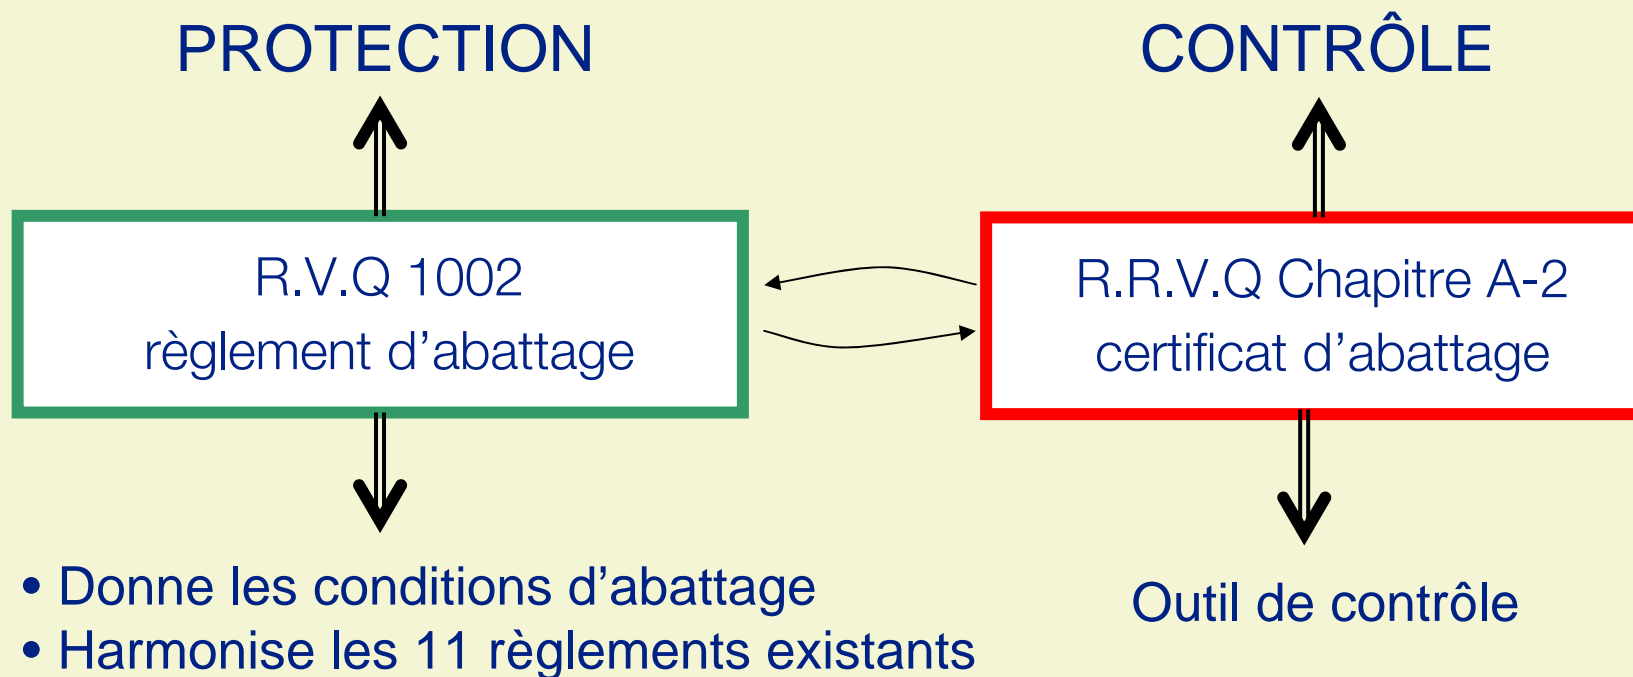 PROTECTION
CONTRÔLE
R.V.Q 1002
règlement d’abattage
R.R.V.Q Chapitre A-2
certificat d’abattage
• Donne les conditions d’abattage
• Harmonise les 11 règlements existants
Outil de contrôle